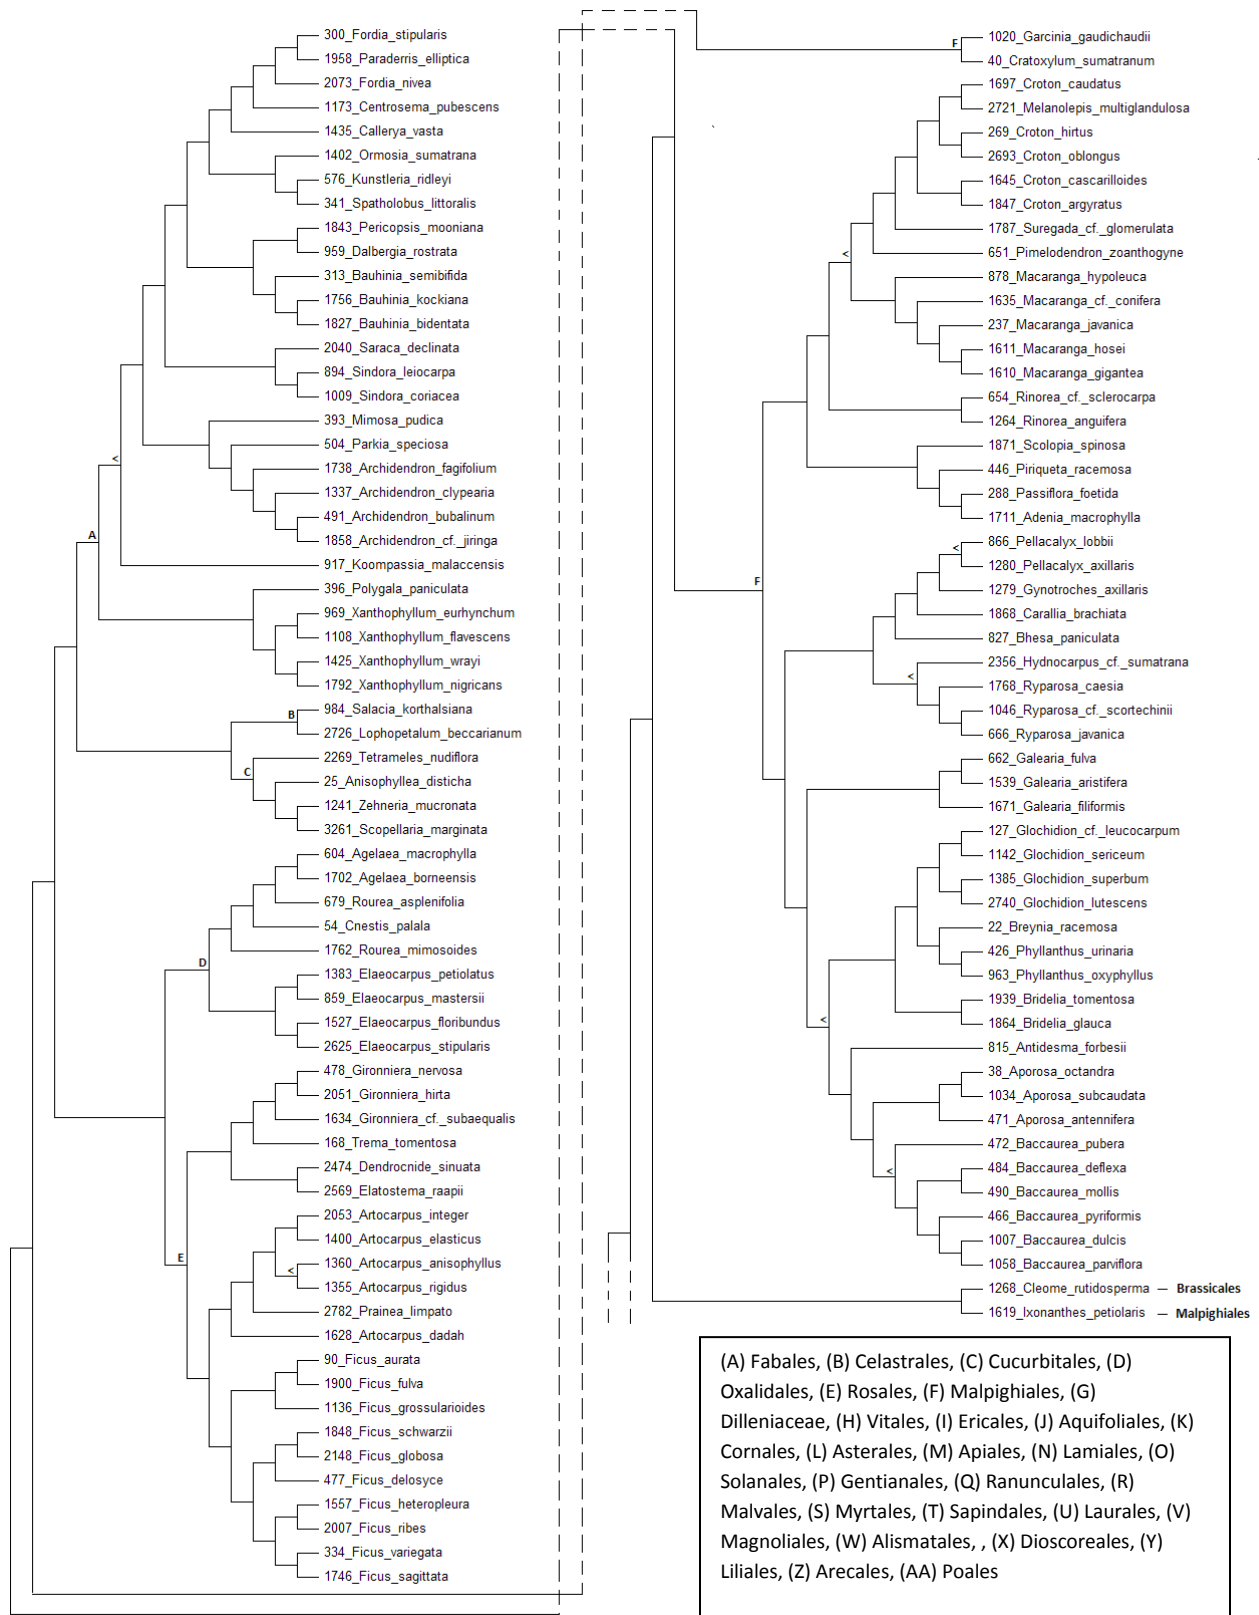 300_Fordia_stipularis
1958_Paraderris_elliptica
2073_Fordia_nivea
1173_Centrosema_pubescens
1435_Callerya_vasta
1402_Ormosia_sumatrana
576_Kunstleria_ridleyi
341_Spatholobus_littoralis
1843_Pericopsis_mooniana
959_Dalbergia_rostrata
313_Bauhinia_semibifida
1756_Bauhinia_kockiana
1827_Bauhinia_bidentata
2040_Saraca_declinata
894_Sindora_leiocarpa
1009_Sindora_coriacea
393_Mimosa_pudica
504_Parkia_speciosa
<
1738_Archidendron_fagifolium
1337_Archidendron_clypearia
491_Archidendron_bubalinum
A
1858_Archidendron_cf._jiringa
917_Koompassia_malaccensis
396_Polygala_paniculata
969_Xanthophyllum_eurhynchum
1108_Xanthophyllum_flavescens
1425_Xanthophyllum_wrayi
1792_Xanthophyllum_nigricans
984_Salacia_korthalsiana
B
2726_Lophopetalum_beccarianum
2269_Tetrameles_nudiflora
C
25_Anisophyllea_disticha
1241_Zehneria_mucronata
3261_Scopellaria_marginata
604_Agelaea_macrophylla
1702_Agelaea_borneensis
679_Rourea_asplenifolia
54_Cnestis_palala
1762_Rourea_mimosoides
D
1383_Elaeocarpus_petiolatus
859_Elaeocarpus_mastersii
1527_Elaeocarpus_floribundus
2625_Elaeocarpus_stipularis
478_Gironniera_nervosa
2051_Gironniera_hirta
1634_Gironniera_cf._subaequalis
168_Trema_tomentosa
2474_Dendrocnide_sinuata
2569_Elatostema_raapii
2053_Artocarpus_integer
1400_Artocarpus_elasticus
E
1360_Artocarpus_anisophyllus
<
1355_Artocarpus_rigidus
2782_Prainea_limpato
1628_Artocarpus_dadah
90_Ficus_aurata
1900_Ficus_fulva
1136_Ficus_grossularioides
1848_Ficus_schwarzii
2148_Ficus_globosa
477_Ficus_delosyce
1557_Ficus_heteropleura
2007_Ficus_ribes
334_Ficus_variegata
1746_Ficus_sagittata
1020_Garcinia_gaudichaudii
F
40_Cratoxylum_sumatranum
1697_Croton_caudatus
2721_Melanolepis_multiglandulosa
269_Croton_hirtus
2693_Croton_oblongus
1645_Croton_cascarilloides
1847_Croton_argyratus
1787_Suregada_cf._glomerulata
<
651_Pimelodendron_zoanthogyne
878_Macaranga_hypoleuca
1635_Macaranga_cf._conifera
237_Macaranga_javanica
1611_Macaranga_hosei
1610_Macaranga_gigantea
654_Rinorea_cf._sclerocarpa
1264_Rinorea_anguifera
1871_Scolopia_spinosa
446_Piriqueta_racemosa
288_Passiflora_foetida
1711_Adenia_macrophylla
866_Pellacalyx_lobbii
<
1280_Pellacalyx_axillaris
F
1279_Gynotroches_axillaris
1868_Carallia_brachiata
827_Bhesa_paniculata
2356_Hydnocarpus_cf._sumatrana
<
1768_Ryparosa_caesia
1046_Ryparosa_cf._scortechinii
666_Ryparosa_javanica
662_Galearia_fulva
1539_Galearia_aristifera
1671_Galearia_filiformis
127_Glochidion_cf._leucocarpum
1142_Glochidion_sericeum
1385_Glochidion_superbum
2740_Glochidion_lutescens
22_Breynia_racemosa
426_Phyllanthus_urinaria
963_Phyllanthus_oxyphyllus
1939_Bridelia_tomentosa
<
1864_Bridelia_glauca
815_Antidesma_forbesii
38_Aporosa_octandra
1034_Aporosa_subcaudata
471_Aporosa_antennifera
472_Baccaurea_pubera
<
484_Baccaurea_deflexa
490_Baccaurea_mollis
466_Baccaurea_pyriformis
1007_Baccaurea_dulcis
1058_Baccaurea_parviflora
1268_Cleome_rutidosperma — Brassicales
1619_Ixonanthes_petiolaris — Malpighiales
(A) Fabales, (B) Celastrales, (C) Cucurbitales, (D)
Oxalidales, (E) Rosales, (F) Malpighiales, (G)
Dilleniaceae, (H) Vitales, (I) Ericales, (J) Aquifoliales, (K)
Cornales, (L) Asterales, (M) Apiales, (N) Lamiales, (O)
Solanales, (P) Gentianales, (Q) Ranunculales, (R)
Malvales, (S) Myrtales, (T) Sapindales, (U) Laurales, (V)
Magnoliales, (W) Alismatales, , (X) Dioscoreales, (Y)
Liliales, (Z) Arecales, (AA) Poales